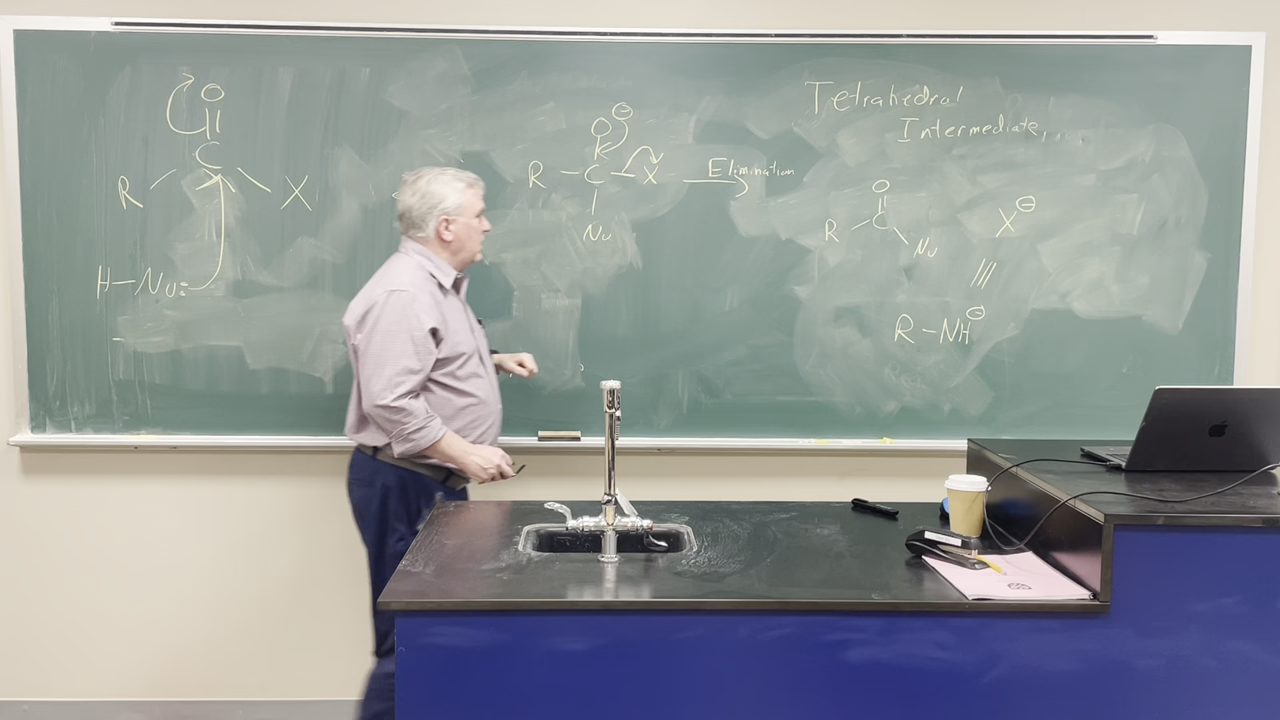 Tetrahedral
Intermediate,...
O
||
C
R
X
H-Nu:
O ⊖
R-C-X
|
Nu
Elimination
O
||
R C Nu
X ⊖
||
R-NH ⊖